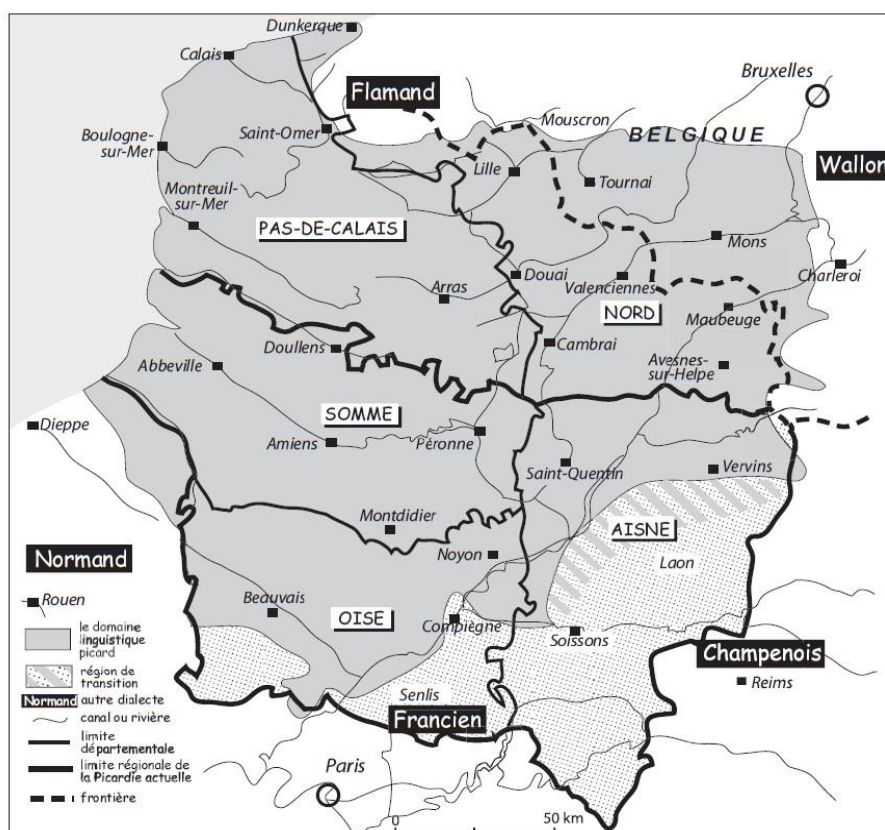 Dunkerque
Calais
Bruxelles
Flamand
Mouscron
BELGIQUE
Saint-Omer
Boulogne-
sur-Mer
Lille
Tournai
Wallon
Montreuil-
sur-Mer
PAS-DE-CALAIS
Mons
Douai
Valenciennes
Charleroi
Arras
NORD
Maubeuge
Doullens
Cambrai
Abbeville
Avesnes-
sur-Helpe
SOMME
Dieppe
Amiens
Péronne
Saint-Quentin
Vervins
Montdidier
AISNE
Noyon
Laon
Normand
Rouen
Beauvais
OISE
Compiègne
Soissons
le domaine
linguistique
picard
région de
transition
Champenois
Reims
Senlis
Francien
Normand autre dialecte
canal ou rivière
limite
départementale
limite régionale de
la Picardie actuelle
frontière
Paris
0 50 km